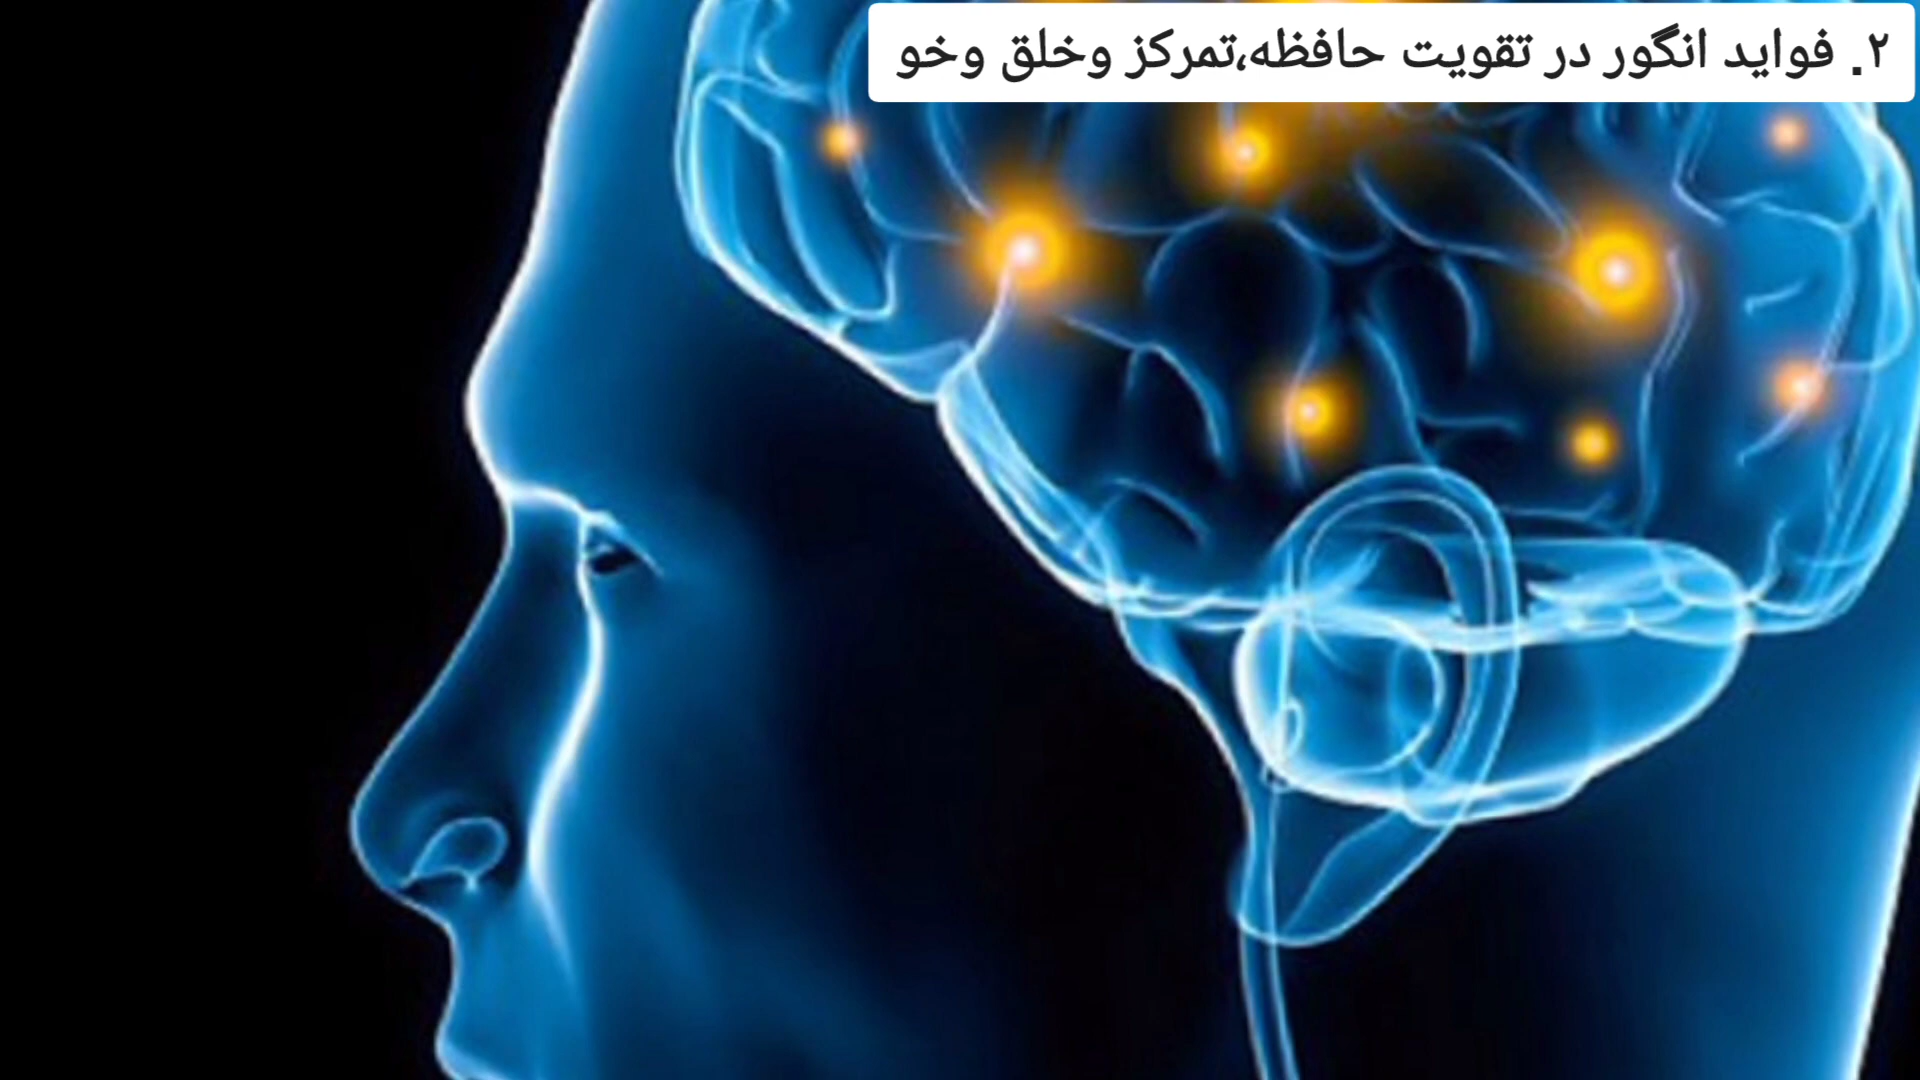 ۲. فواید انگور در تقویت حافظه،تمرکز وخلق وخو